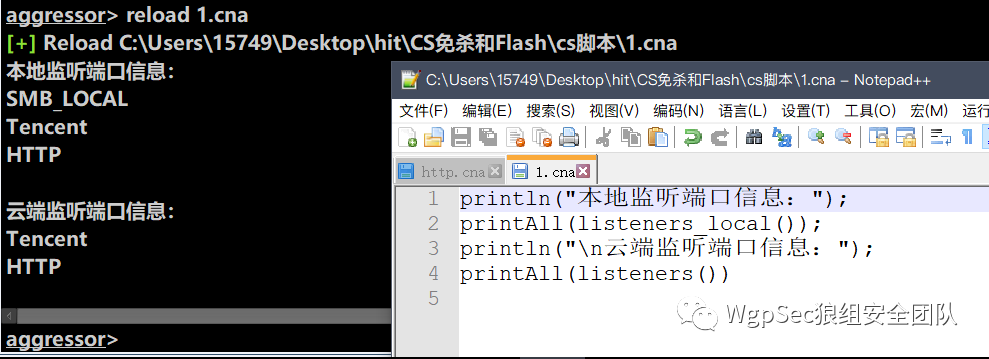 aggressor> reload 1.cna
[+] Reload C:\Users\15749\Desktop\hit\CS免杀和Flash\cs脚本\1.cna
本地监听端口信息：
SMB_LOCAL
Tencent
HTTP
云端监听端口信息：
Tencent
HTTP
aggressor>
C:\Users\15749\Desktop\hit\CS免杀和Flash\cs脚本\1.cna - Notepad++
文件(F) 编辑(E) 搜索(S) 视图(V) 编码(N) 语言(L) 设置(T) 工具(O) 宏(M) 运行
http.cna 1.cna
1 println("本地监听端口信息：");
2 printAll(listeners_local());
3 println("\n云端监听端口信息：");
4 printAll(listeners())
5
WgpSec狼组安全团队